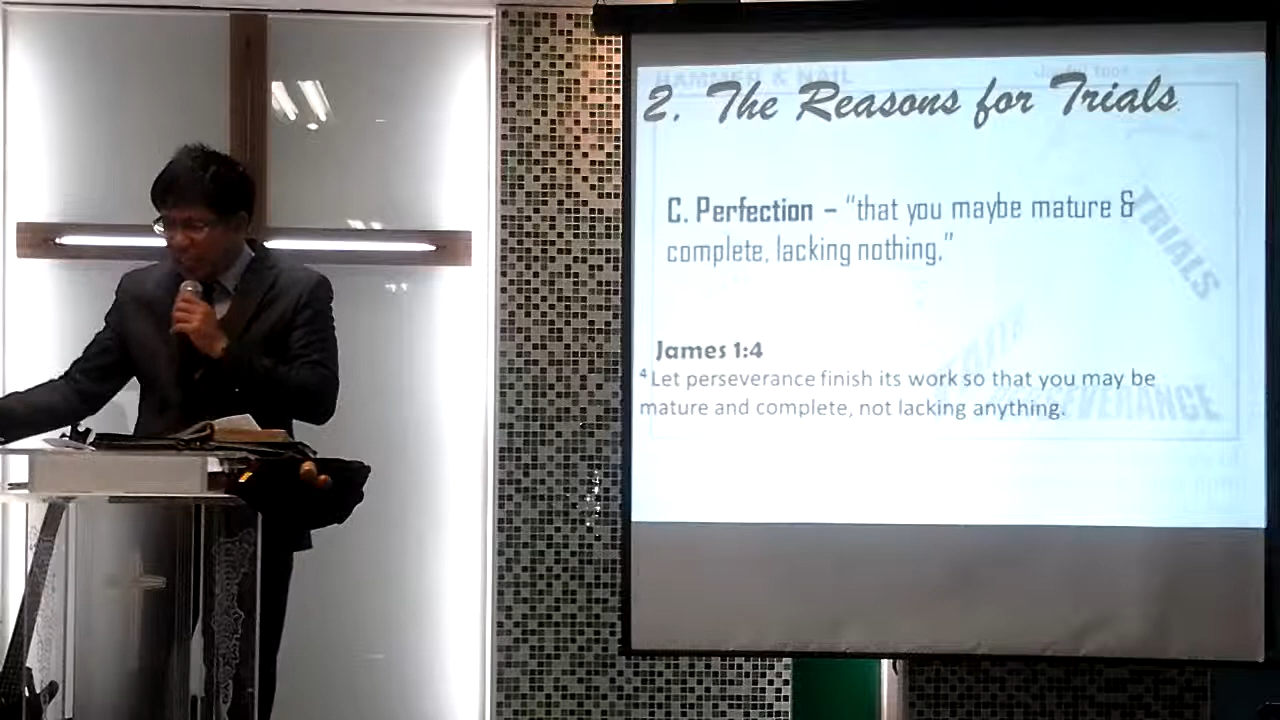 HAMMER & NAIL
2. The Reasons for Trials
C. Perfection – "that you maybe mature &
complete, lacking nothing,"
TRIALS
James 1:4
4 Let perseverance finish its work so that you may be
mature and complete, not lacking anything.
PERSEVERANCE